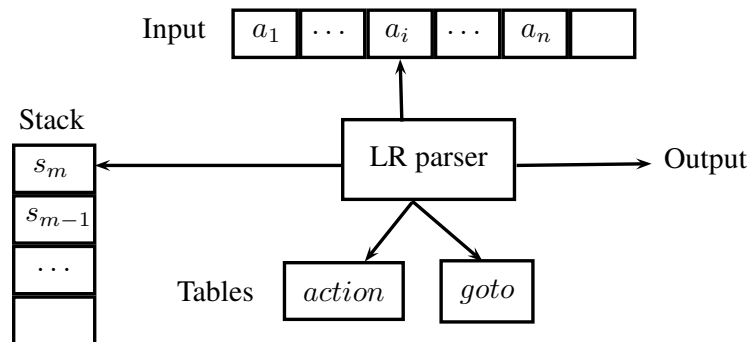 Input a₁ ⋯ aᵢ ⋯ aₙ
Stack
LR parser
sₘ
Output
sₘ₋₁
⋯
Tables action goto